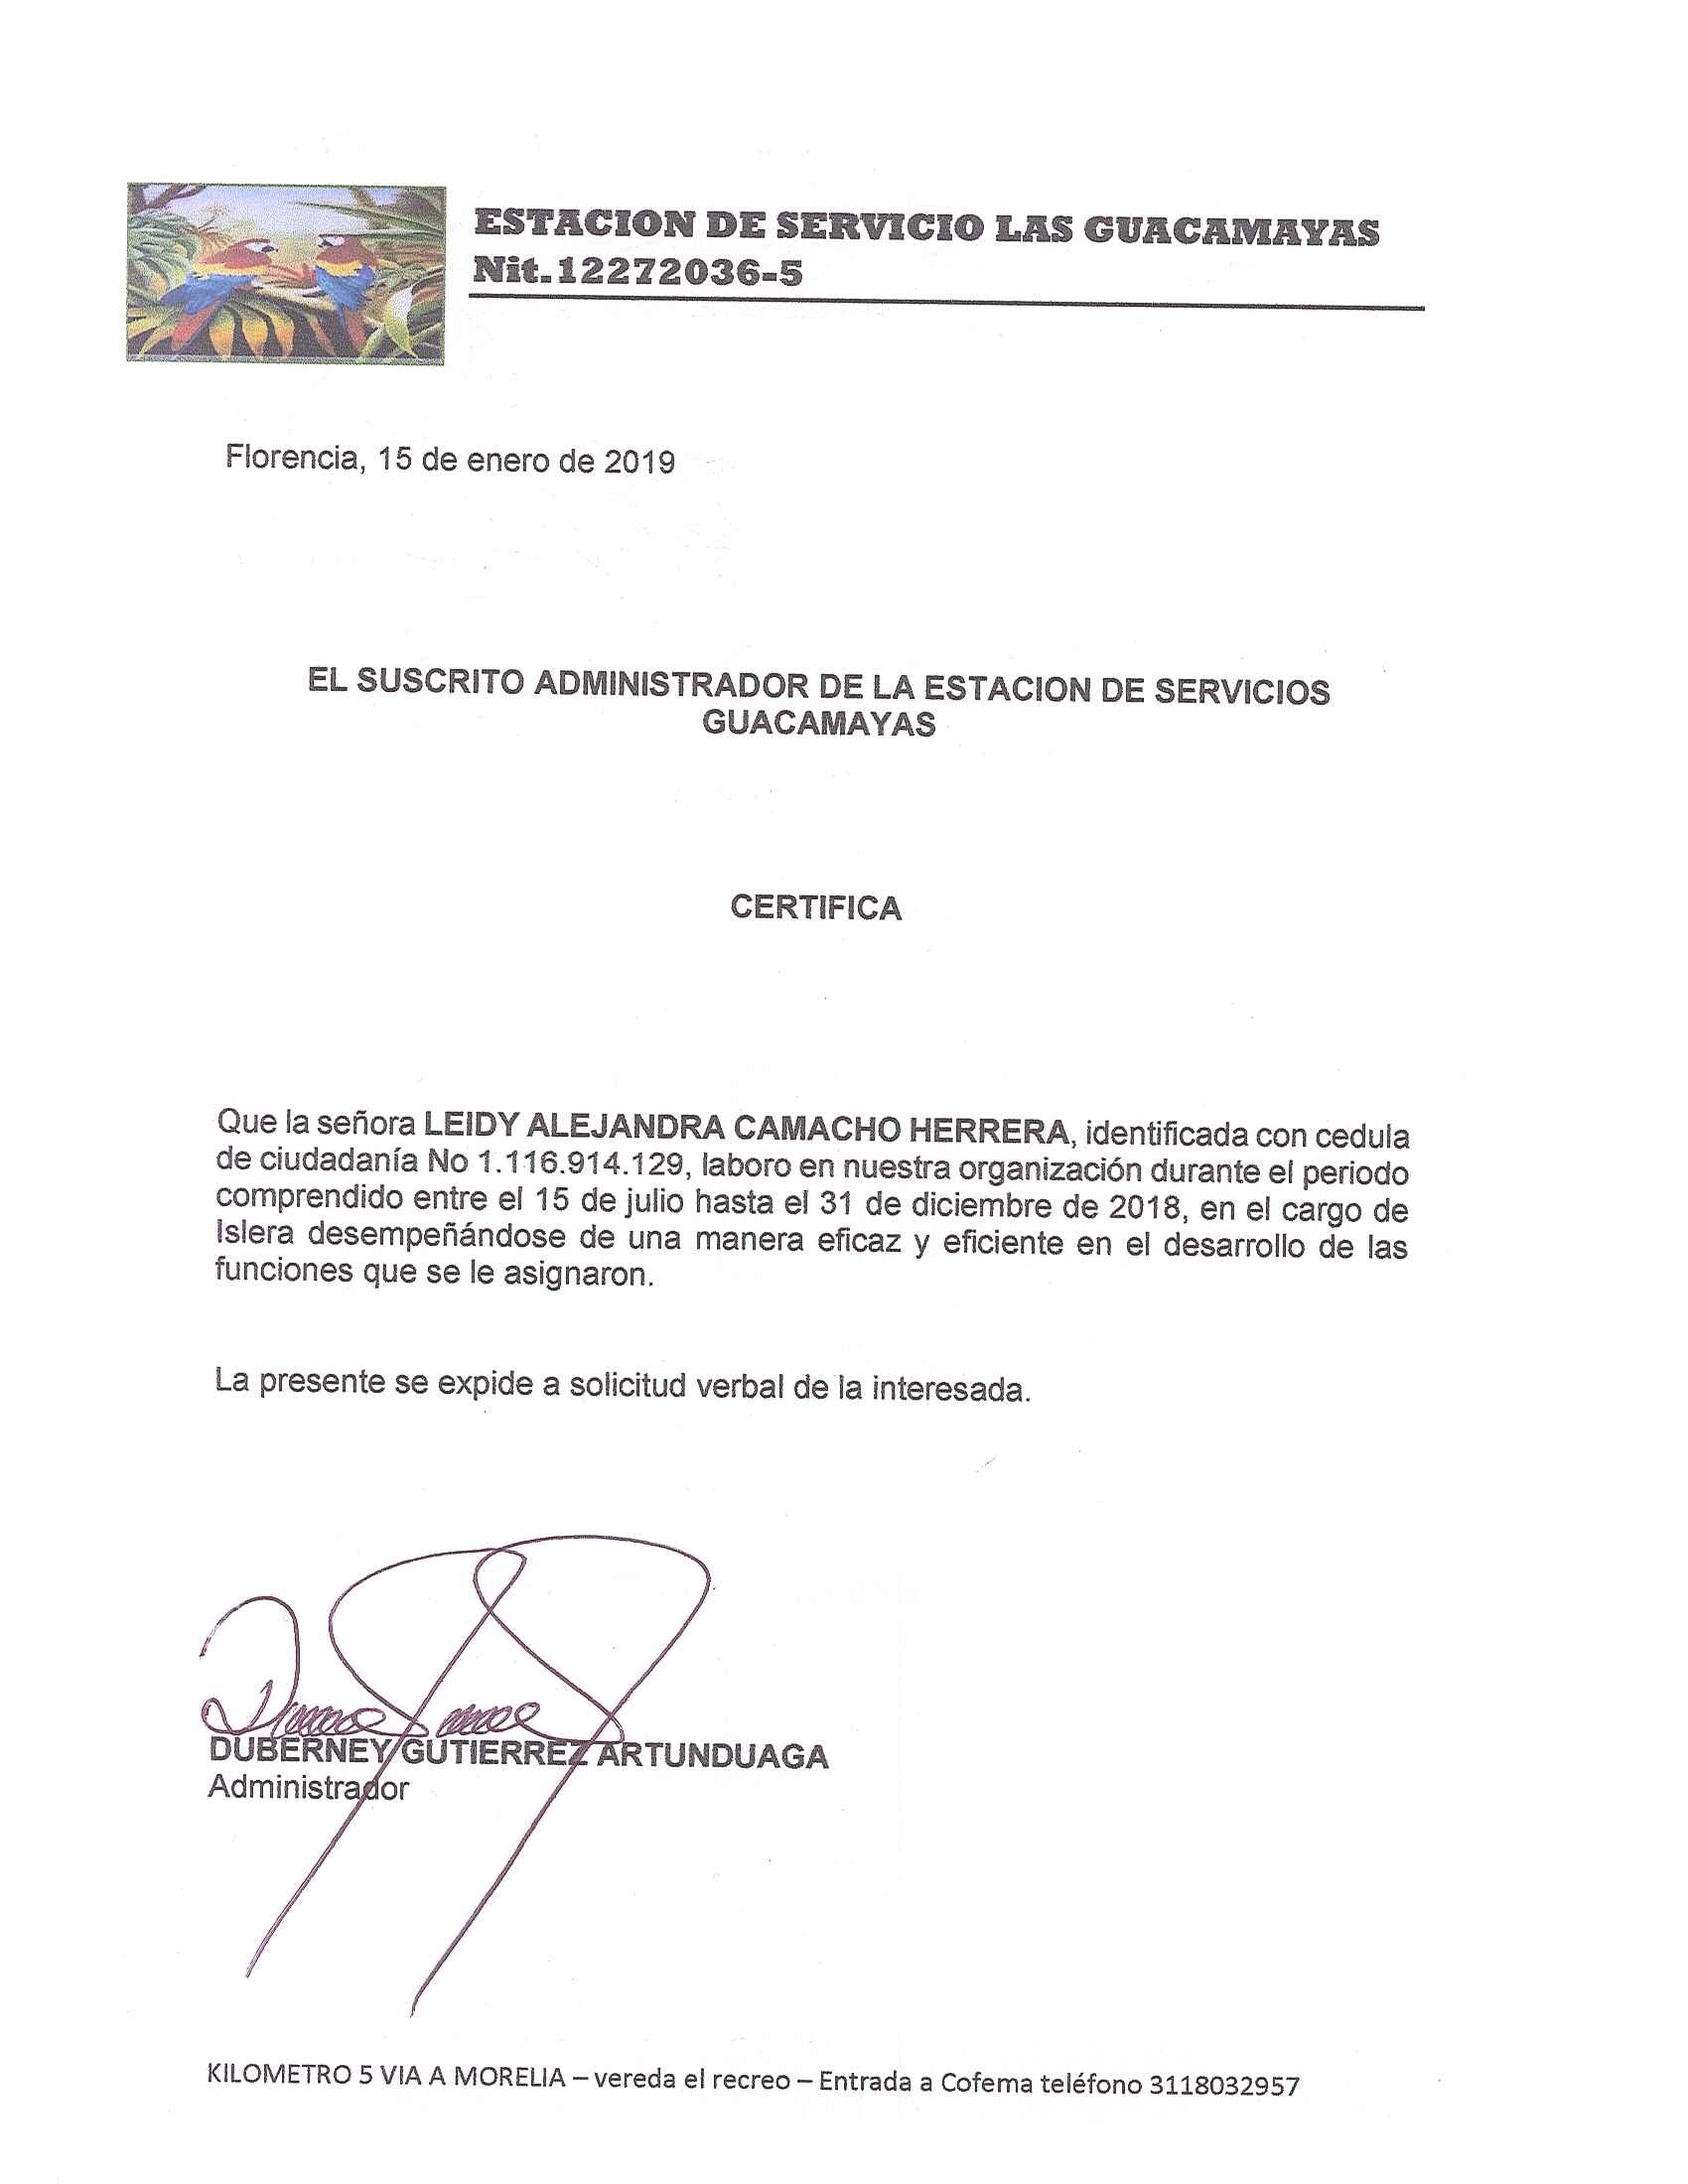 ESTACION DE SERVICIO LAS GUACAMAYAS
Nit.12272036-5
Florencia, 15 de enero de 2019
EL SUSCRITO ADMINISTRADOR DE LA ESTACION DE SERVICIOS
GUACAMAYAS
CERTIFICA
Que la señora LEIDY ALEJANDRA CAMACHO HERRERA, identificada con cedula
de ciudadanía No 1.116.914.129, laboro en nuestra organización durante el periodo
comprendido entre el 15 de julio hasta el 31 de diciembre de 2018, en el cargo de
Islera desempeñándose de una manera eficaz y eficiente en el desarrollo de las
funciones que se le asignaron.
La presente se expide a solicitud verbal de la interesada.
DUBERNEY GUTIERREZ ARTUNDUAGA
Administrador
KILOMETRO 5 VIA A MORELIA – vereda el recreo – Entrada a Cofema teléfono 3118032957